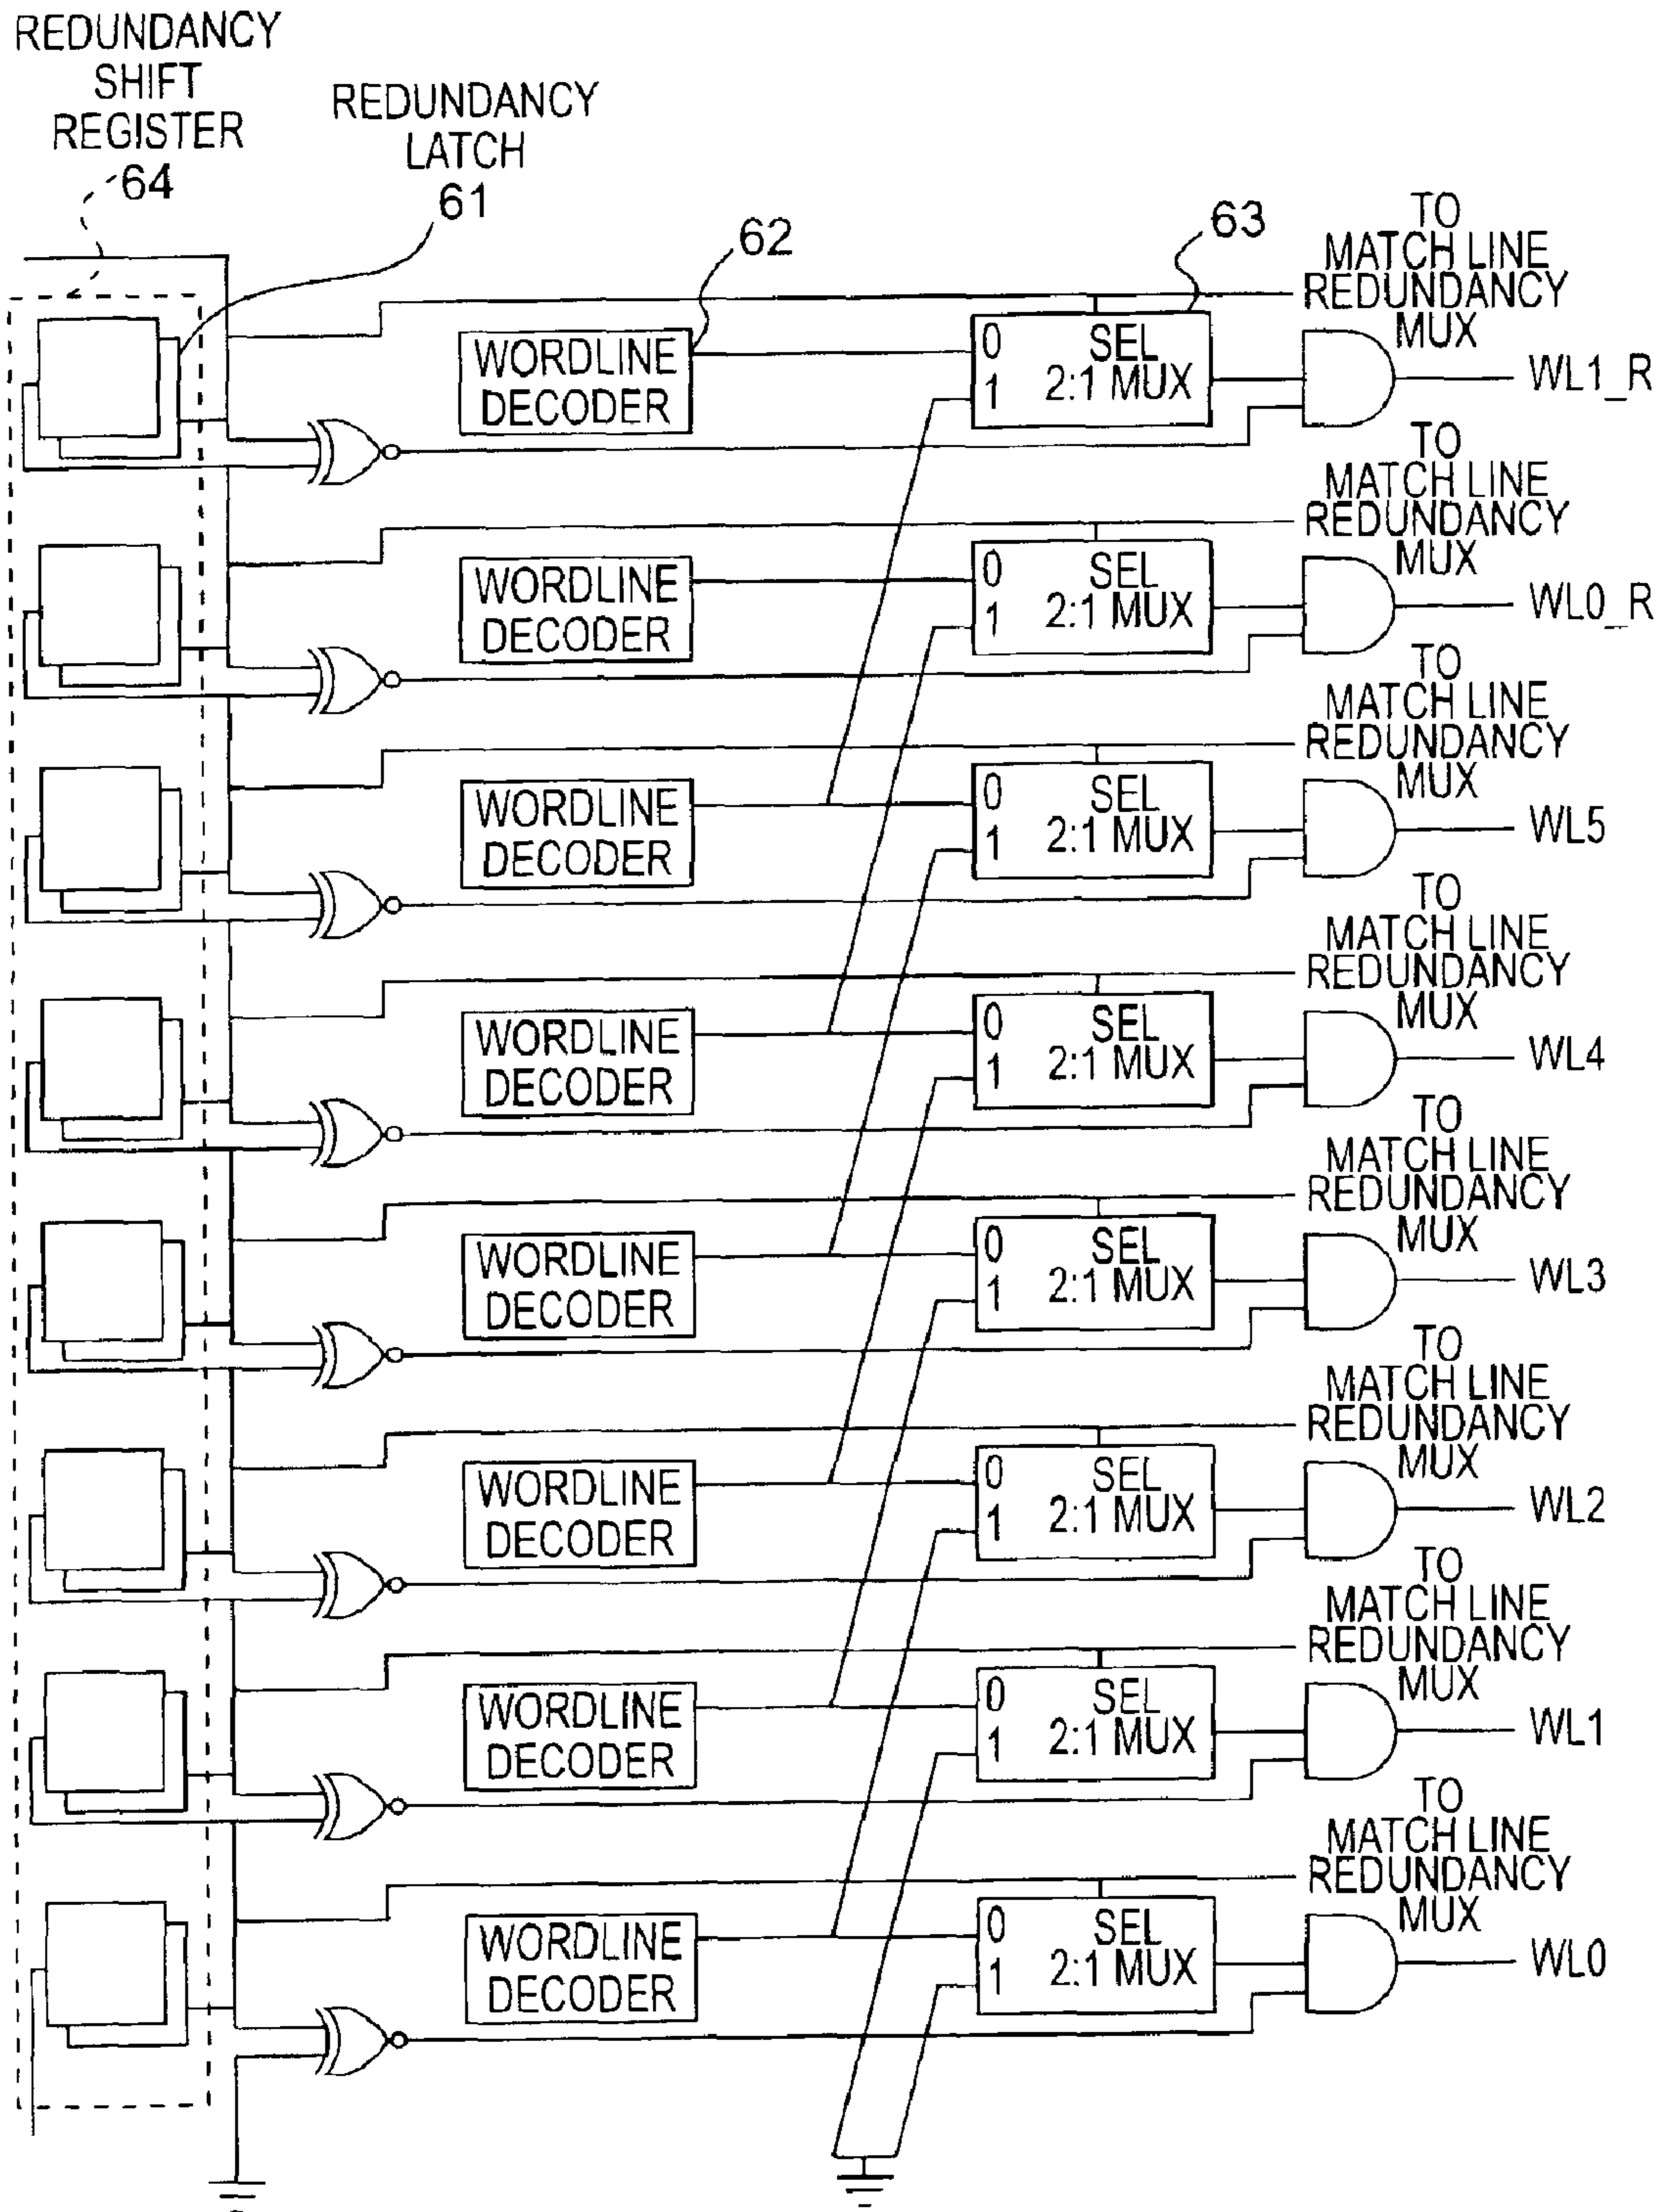 REDUNDANCY
SHIFT
REGISTER
64
REDUNDANCY
LATCH
61
62
63
TO
MATCH LINE
REDUNDANCY
MUX
WORDLINE
DECODER
0
1
SEL
2:1 MUX
WL1_R
TO
MATCH LINE
REDUNDANCY
MUX
WORDLINE
DECODER
0
1
SEL
2:1 MUX
WL0_R
TO
MATCH LINE
REDUNDANCY
MUX
WORDLINE
DECODER
0
1
SEL
2:1 MUX
WL5
TO
MATCH LINE
REDUNDANCY
MUX
WORDLINE
DECODER
0
1
SEL
2:1 MUX
WL4
TO
MATCH LINE
REDUNDANCY
MUX
WORDLINE
DECODER
0
1
SEL
2:1 MUX
WL3
TO
MATCH LINE
REDUNDANCY
MUX
WORDLINE
DECODER
0
1
SEL
2:1 MUX
WL2
TO
MATCH LINE
REDUNDANCY
MUX
WORDLINE
DECODER
0
1
SEL
2:1 MUX
WL1
TO
MATCH LINE
REDUNDANCY
MUX
WORDLINE
DECODER
0
1
SEL
2:1 MUX
WL0